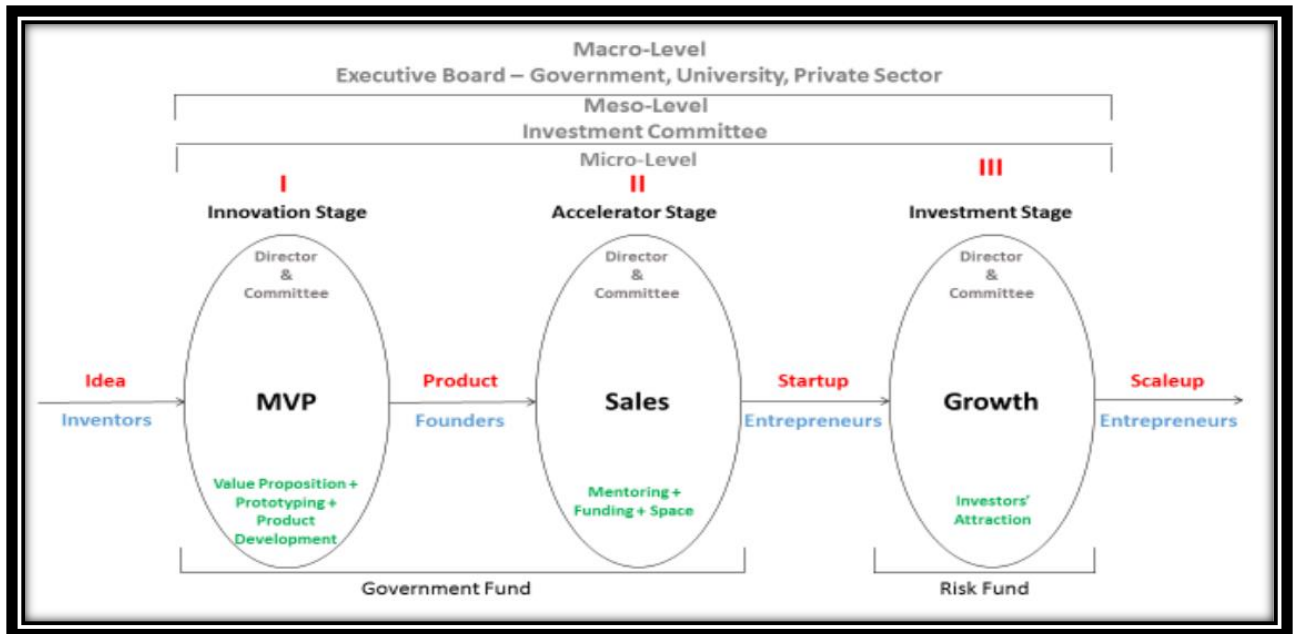 Macro-Level
Executive Board – Government, University, Private Sector
Meso-Level
Investment Committee
Micro-Level
I
II
III
Innovation Stage
Accelerator Stage
Investment Stage
Director
&
Committee
Director
&
Committee
Director
&
Committee
Idea
Inventors
MVP
Product
Founders
Sales
Startup
Entrepreneurs
Growth
Scaleup
Entrepreneurs
Value Proposition +
Prototyping +
Product
Development
Mentoring +
Funding + Space
Investors'
Attraction
Government Fund
Risk Fund